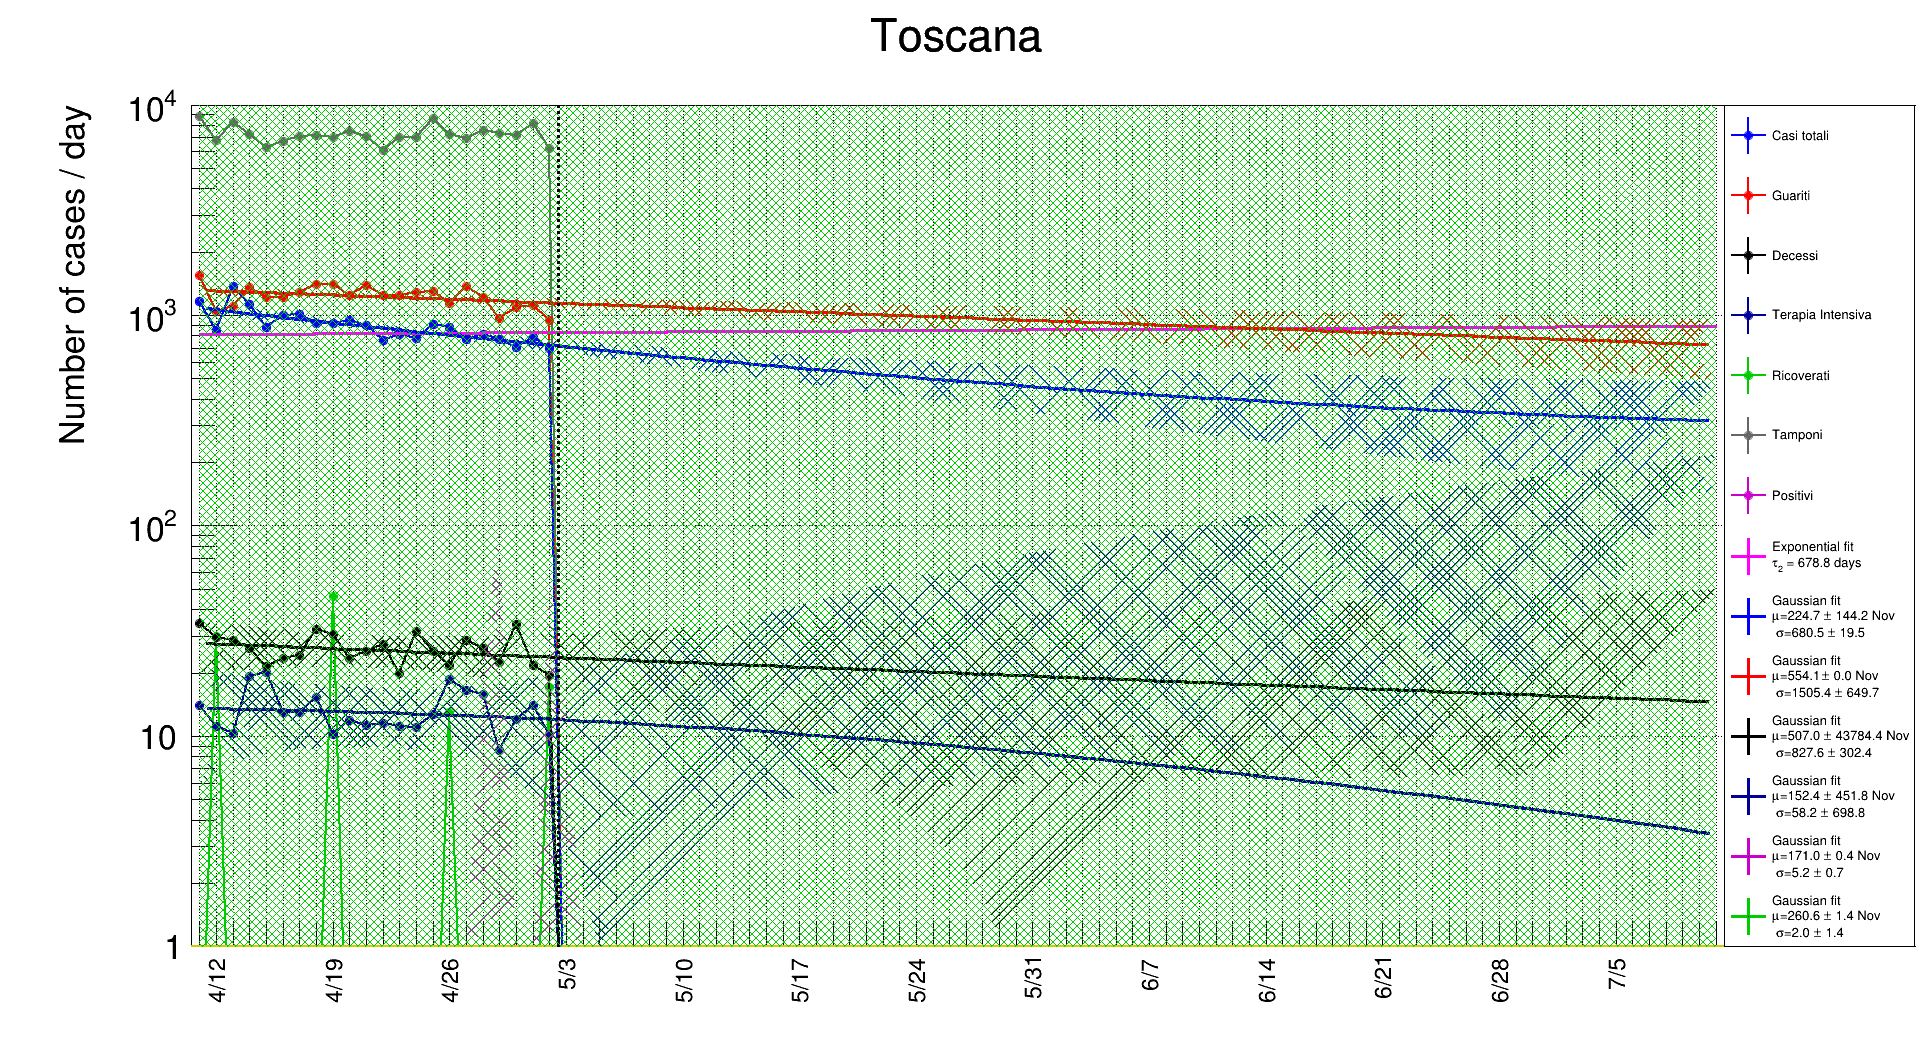 Toscana
Number of cases / day
10⁴
10³
10²
10
1
4/12
4/19
4/26
5/3
5/10
5/17
5/24
5/31
6/7
6/14
6/21
6/28
7/5
Casi totali
Guariti
Decessi
Terapia Intensiva
Ricoverati
Tamponi
Positivi
Exponential fit
τ₂ = 678.8 days
Gaussian fit
μ=224.7 ± 144.2 Nov
σ=680.5 ± 19.5
Gaussian fit
μ=554.1 ± 0.0 Nov
σ=1505.4 ± 649.7
Gaussian fit
μ=507.0 ± 43784.4 Nov
σ=827.6 ± 302.4
Gaussian fit
μ=152.4 ± 451.8 Nov
σ=58.2 ± 698.8
Gaussian fit
μ=171.0 ± 0.4 Nov
σ=5.2 ± 0.7
Gaussian fit
μ=260.6 ± 1.4 Nov
σ=2.0 ± 1.4